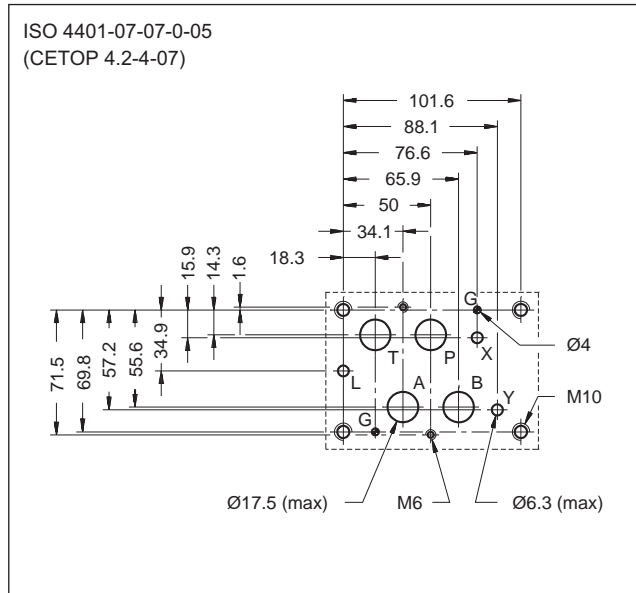 ISO 4401-07-07-0-05
(CETOP 4.2-4-07)
101.6
88.1
76.6
65.9
50
34.1
18.3
15.9
14.3
1.6
71.5
69.8
57.2
55.6
34.9
G
T
P
X
Ø4
L
A
B
Y
M10
G
Ø17.5 (max)
M6
Ø6.3 (max)